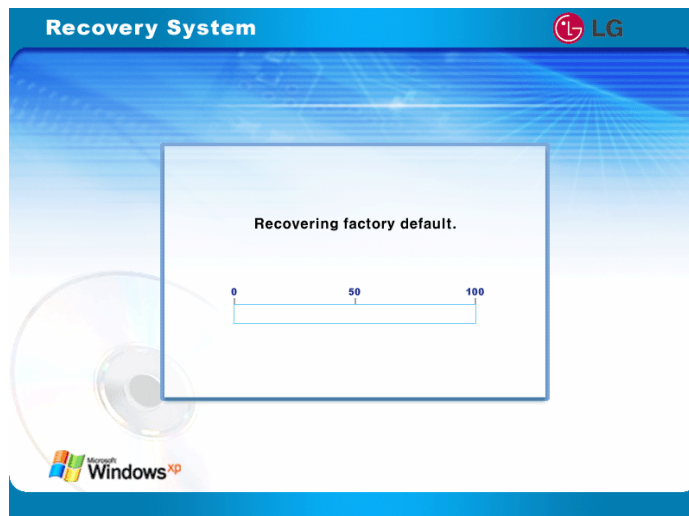 Recovery System
LG
Recovering factory default.
0 50 100
Microsoft
Windows xp